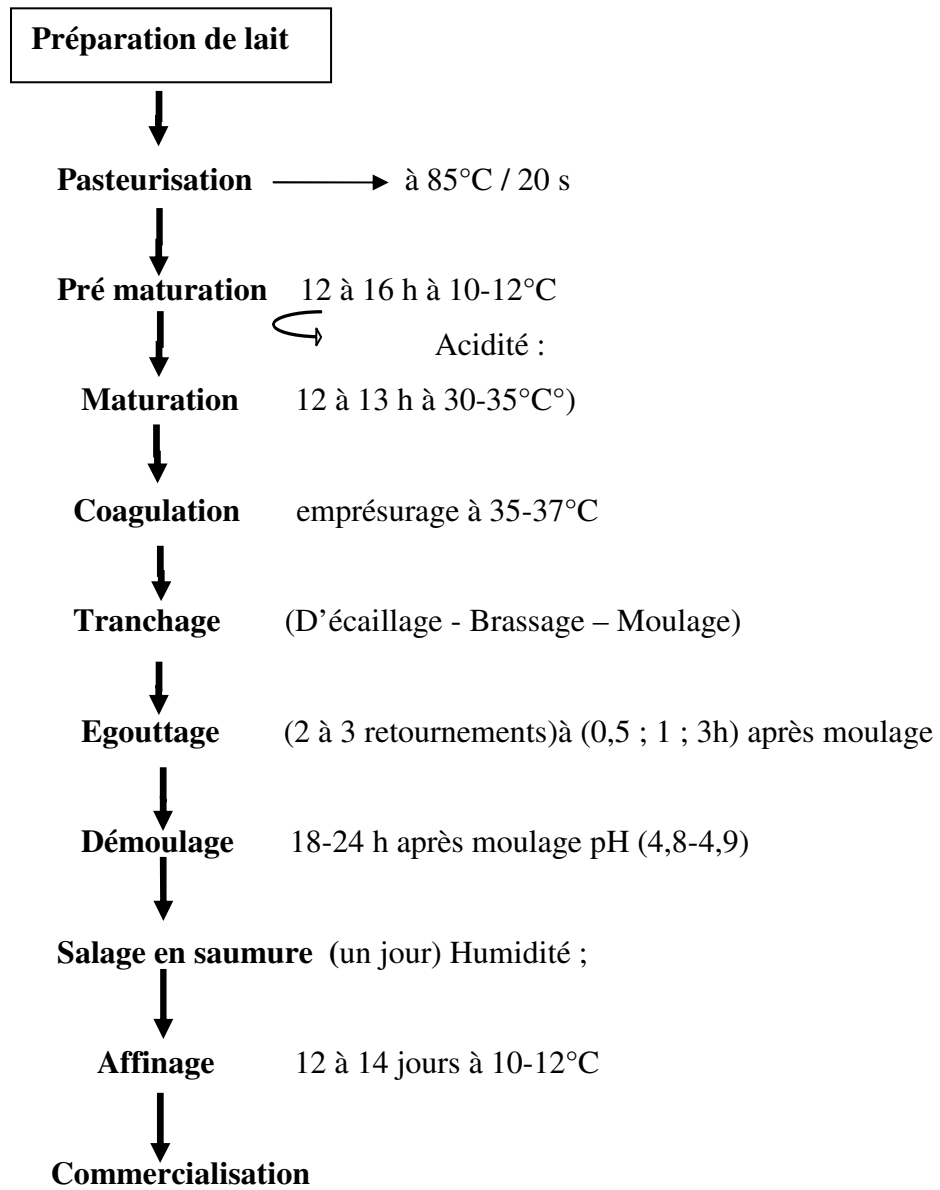 Préparation de lait
Pasteurisation à 85°C / 20 s
Pré maturation 12 à 16 h à 10-12°C
Acidité :
Maturation 12 à 13 h à 30-35°C°)
Coagulation emprésurage à 35-37°C
Tranchage (D’écaillage - Brassage – Moulage)
Egouttage (2 à 3 retournements)à (0,5 ; 1 ; 3h) après moulage
Démoulage 18-24 h après moulage pH (4,8-4,9)
Salage en saumure (un jour) Humidité ;
Affinage 12 à 14 jours à 10-12°C
Commercialisation